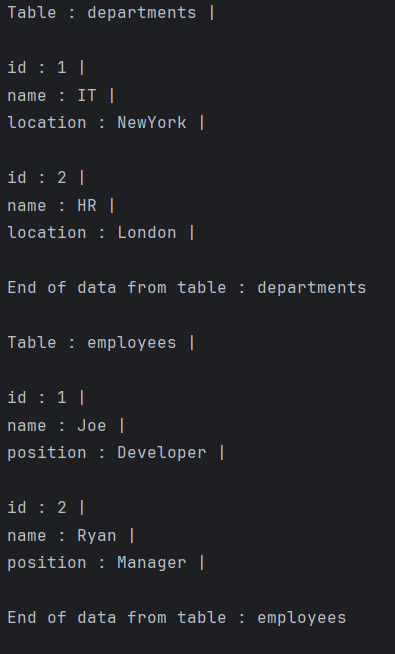 Table : departments |
id : 1 |
name : IT |
location : NewYork |
id : 2 |
name : HR |
location : London |
End of data from table : departments
Table : employees |
id : 1 |
name : Joe |
position : Developer |
id : 2 |
name : Ryan |
position : Manager |
End of data from table : employees